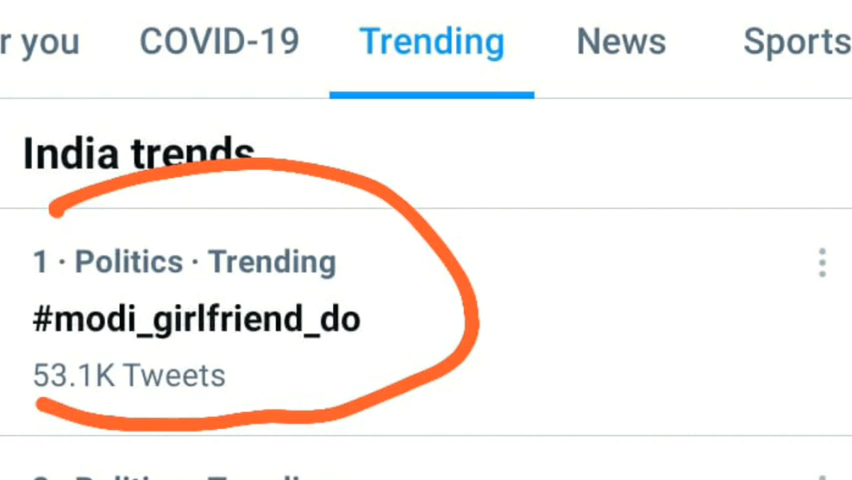 r you COVID-19 Trending News Sports
India trends
1 · Politics · Trending
#modi_girlfriend_do
53.1K Tweets